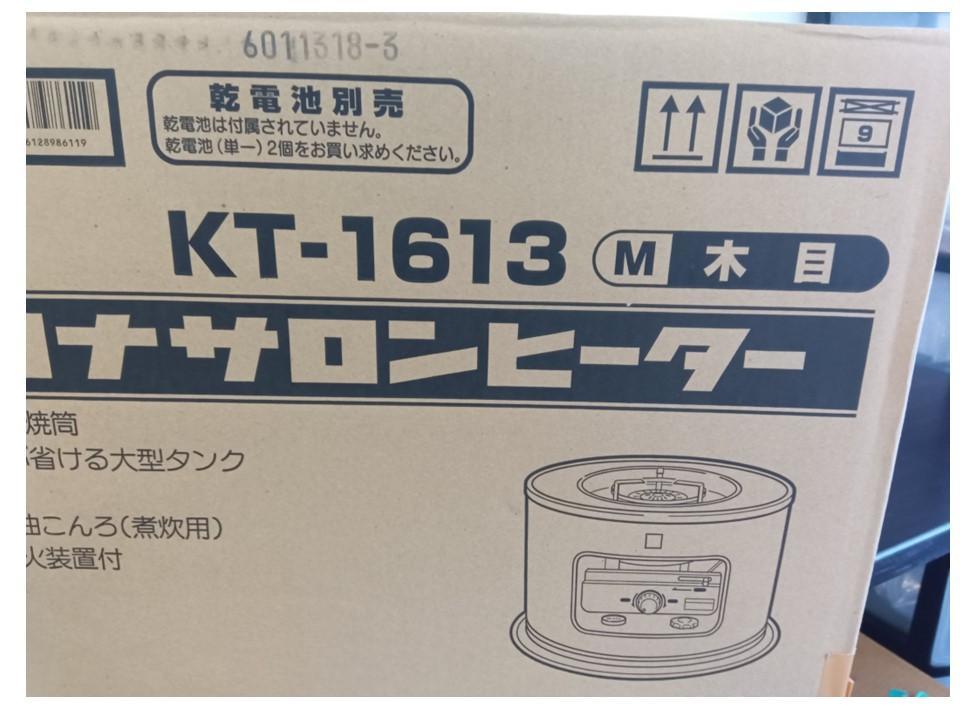 6011318-3
6128986119
乾電池別売
乾電池は付属されていません。
乾電池(単一)2個をお買い求めください。
9
KT-1613 M 木目
ナサロンヒーター
焼筒
省ける大型タンク
油こんろ(煮炊用)
火装置付